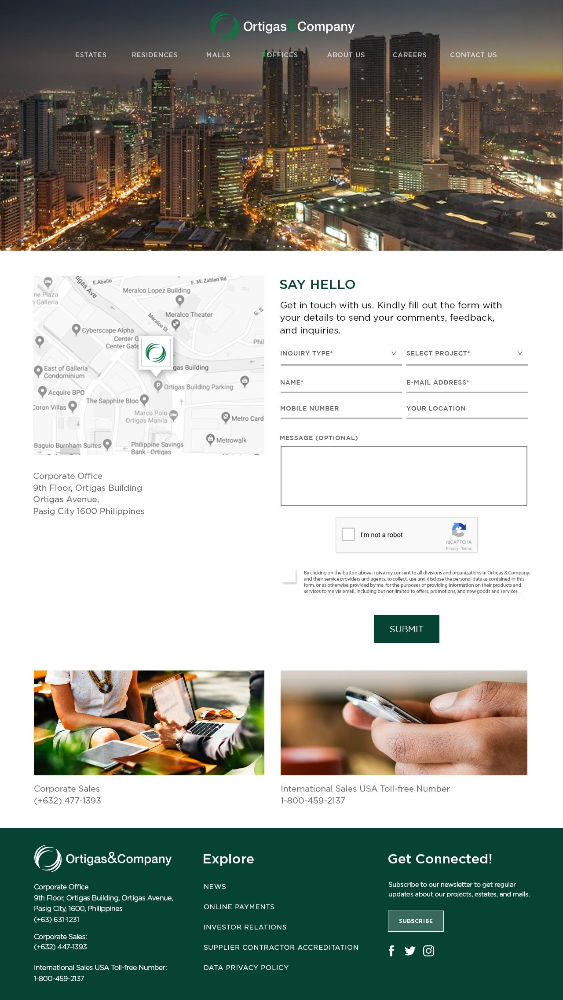 Ortigas&Company
ESTATES RESIDENCES MALLS OFFICES ABOUT US CAREERS CONTACT US
E.Abello
F. M. Zablan Rd
Meralco Lopez Building
Meralco Theater
G. S.
Meralco St
Cyberscape Alpha
East of Galleria
Condominium
Ortigas Building Parking
Acquire BPO
The Sapphire Bloc
Coron Villas
Marco Polo
Ortigas Manila
Metro Card
Metrowalk
Baguio Burnham Suites
Philippine Savings
Bank - Ortigas
Corporate Office
9th Floor, Ortigas Building
Ortigas Avenue,
Pasig City 1600 Philippines
SAY HELLO
Get in touch with us. Kindly fill out the form with
your details to send your comments, feedback,
and inquiries.
INQUIRY TYPE* V SELECT PROJECT* V
NAME* E-MAIL ADDRESS*
MOBILE NUMBER YOUR LOCATION
MESSAGE (OPTIONAL)
I'm not a robot
reCAPTCHA
Privacy - Terms
By clicking on the button above, I give my consent to all divisions and organizations in Ortigas & Company,
and their service providers and agents, to collect, use and disclose the personal data as contained in this
form, or as otherwise provided by me, for the purposes of providing information on their products and
services to me via email, including but not limited to offers, promotions, and new goods and services.
SUBMIT
Corporate Sales
(+632) 477-1393
International Sales USA Toll-free Number
1-800-459-2137
Ortigas&Company
Corporate Office
9th Floor, Ortigas Building, Ortigas Avenue,
Pasig City, 1600, Philippines
(+63) 631-1231
Corporate Sales:
(+632) 447-1393
International Sales USA Toll-free Number:
1-800-459-2137
Explore
NEWS
ONLINE PAYMENTS
INVESTOR RELATIONS
SUPPLIER CONTRACTOR ACCREDITATION
DATA PRIVACY POLICY
Get Connected!
Subscribe to our newsletter to get regular
updates about our projects, estates, and malls.
SUBSCRIBE